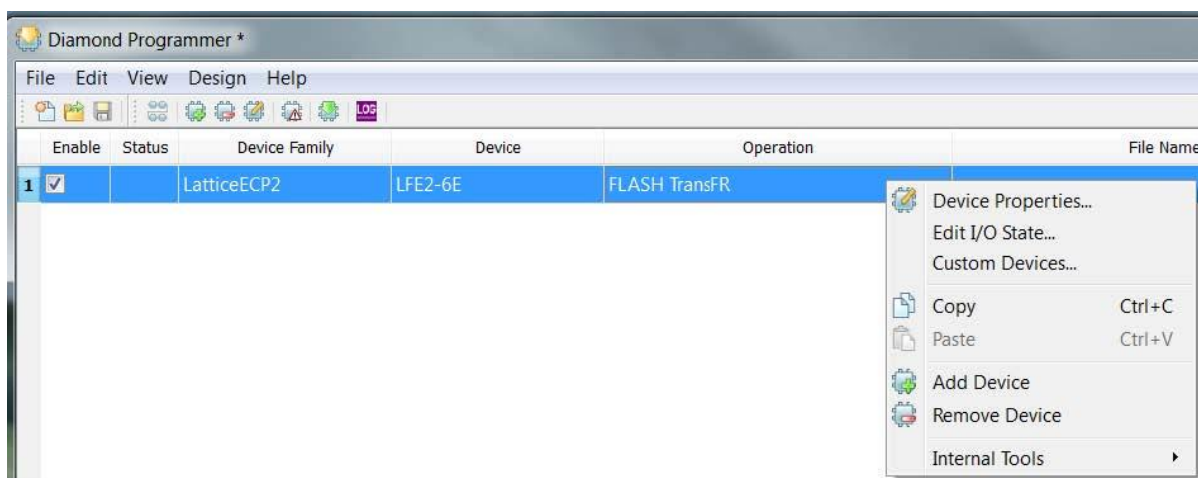 Diamond Programmer *
File Edit View Design Help
LOG
Enable Status Device Family Device Operation File Name
1 LatticeECP2 LFE2-6E FLASH TransFR
Device Properties...
Edit I/O State...
Custom Devices...
Copy Ctrl+C
Paste Ctrl+V
Add Device
Remove Device
Internal Tools